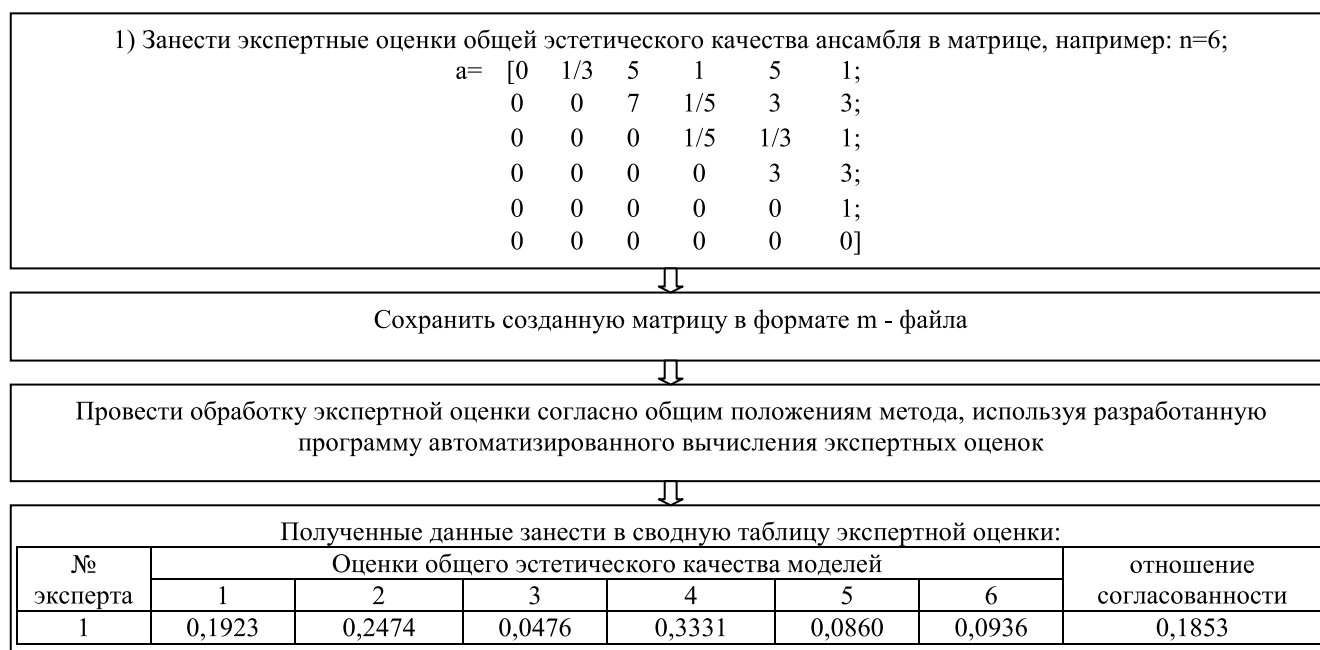 1) Занести экспертные оценки общей эстетического качества ансамбля в матрице, например: n=6;
a= [0 1/3 5 1 5 1;
0 0 7 1/5 3 3;
0 0 0 1/5 1/3 1;
0 0 0 0 3 3;
0 0 0 0 0 1;
0 0 0 0 0 0]
Сохранить созданную матрицу в формате m - файла
Провести обработку экспертной оценки согласно общим положениям метода, используя разработанную
программу автоматизированного вычисления экспертных оценок
Полученные данные занести в сводную таблицу экспертной оценки:
№ эксперта Оценки общего эстетического качества моделей отношение согласованности
1 2 3 4 5 6
1 0,1923 0,2474 0,0476 0,3331 0,0860 0,0936 0,1853